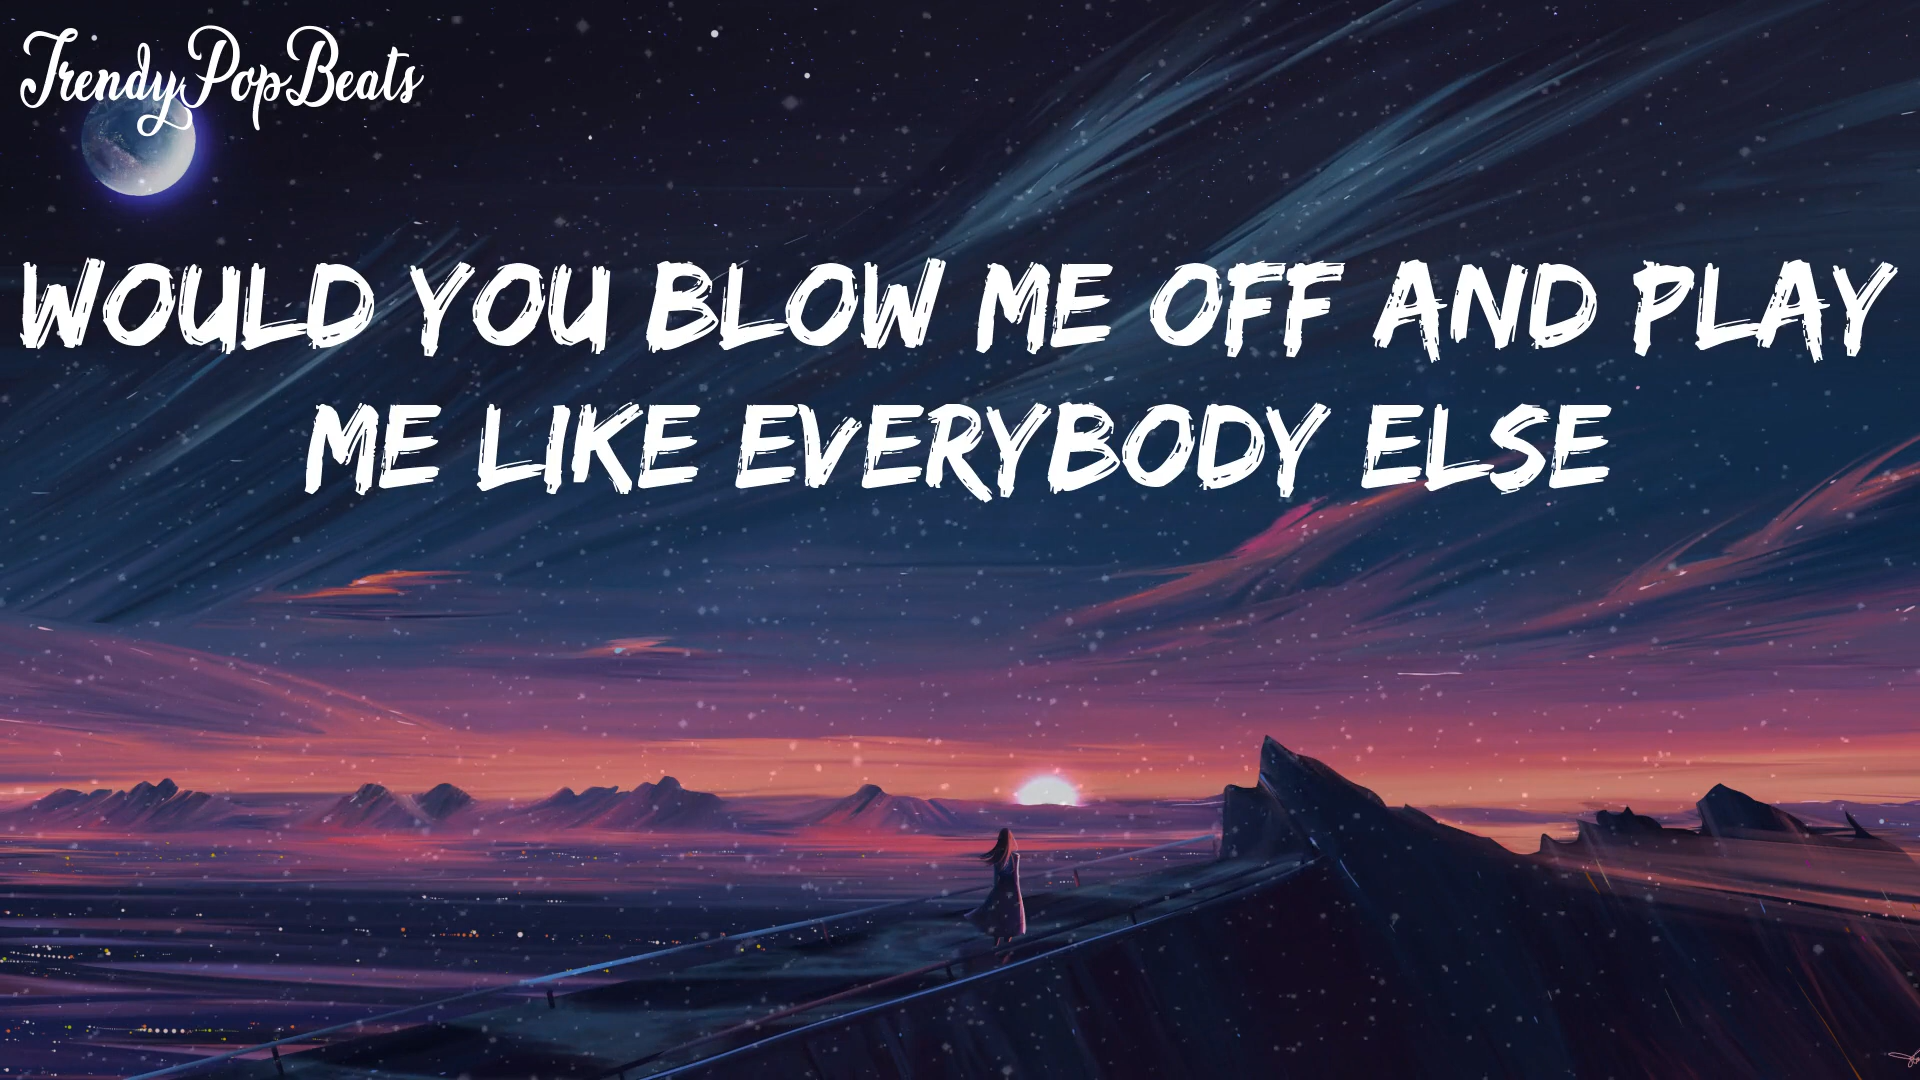 TrendyPopBeats
WOULD YOU BLOW ME OFF AND PLAY
ME LIKE EVERYBODY ELSE